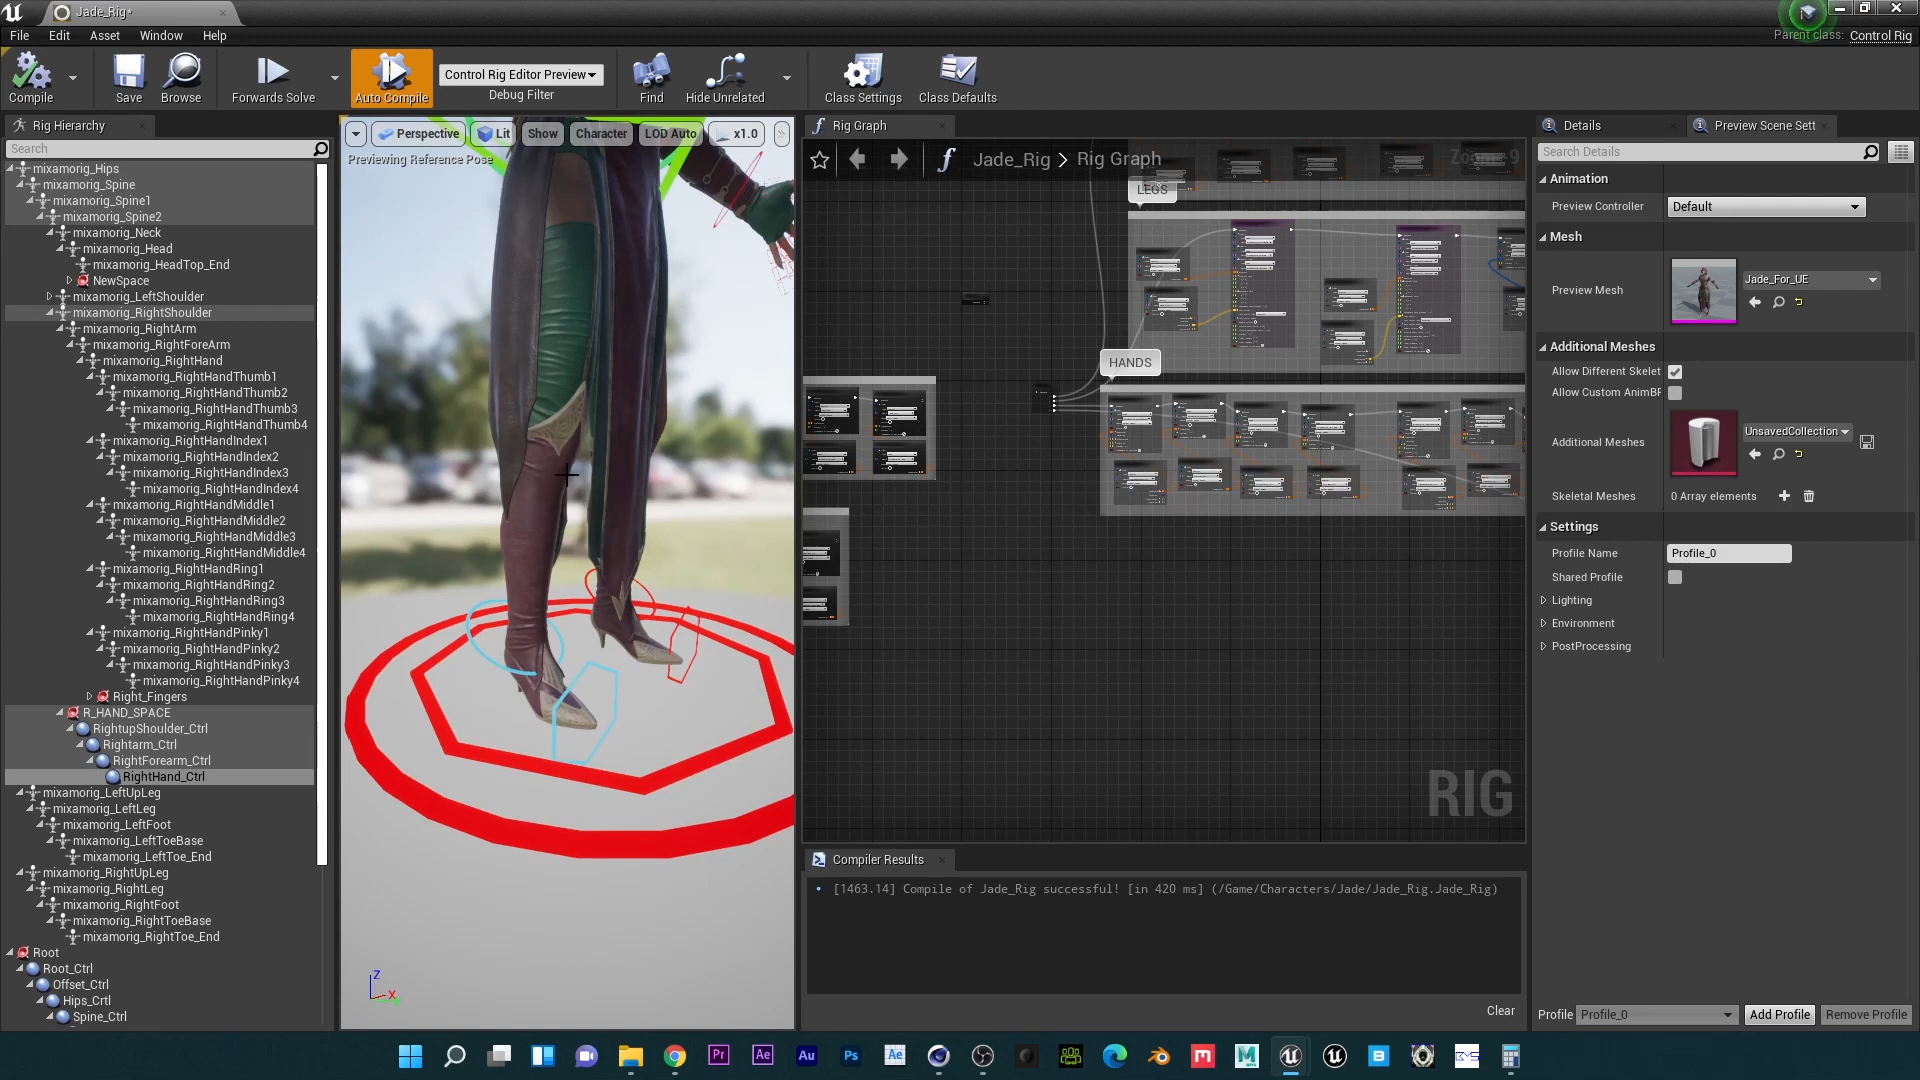 Jade_Rig*
File Edit Asset Window Help
Parent class: Control Rig
Compile
Save
Browse
Forwards Solve
Auto Compile
Control Rig Editor Preview
Debug Filter
Find
Hide Unrelated
Class Settings
Class Defaults
Rig Hierarchy
Search
mixamorig_Hips
mixamorig_Spine
mixamorig_Spine1
mixamorig_Spine2
mixamorig_Neck
mixamorig_Head
mixamorig_HeadTop_End
NewSpace
mixamorig_LeftShoulder
mixamorig_RightShoulder
mixamorig_RightArm
mixamorig_RightForeArm
mixamorig_RightHand
mixamorig_RightHandThumb1
mixamorig_RightHandThumb2
mixamorig_RightHandThumb3
mixamorig_RightHandThumb4
mixamorig_RightHandIndex1
mixamorig_RightHandIndex2
mixamorig_RightHandIndex3
mixamorig_RightHandIndex4
mixamorig_RightHandMiddle1
mixamorig_RightHandMiddle2
mixamorig_RightHandMiddle3
mixamorig_RightHandMiddle4
mixamorig_RightHandRing1
mixamorig_RightHandRing2
mixamorig_RightHandRing3
mixamorig_RightHandRing4
mixamorig_RightHandPinky1
mixamorig_RightHandPinky2
mixamorig_RightHandPinky3
mixamorig_RightHandPinky4
Right_Fingers
R_HAND_SPACE
RightupShoulder_Ctrl
Rightarm_Ctrl
RightForearm_Ctrl
RightHand_Ctrl
mixamorig_LeftUpLeg
mixamorig_LeftLeg
mixamorig_LeftFoot
mixamorig_LeftToeBase
mixamorig_LeftToe_End
mixamorig_RightUpLeg
mixamorig_RightLeg
mixamorig_RightFoot
mixamorig_RightToeBase
mixamorig_RightToe_End
Root
Root_Ctrl
Offset_Ctrl
Hips_Crtl
Spine_Ctrl
Perspective Lit Show Character LOD Auto x1.0
Previewing Reference Pose
Z
X
Rig Graph
Jade_Rig > Rig Graph
Zoom -9
LEGS
HANDS
RIG
Compiler Results
[1463.14] Compile of Jade_Rig successful! [in 420 ms] (/Game/Characters/Jade/Jade_Rig.Jade_Rig)
Clear
Details
Preview Scene Sett
Search Details
Animation
Preview Controller Default
Mesh
Preview Mesh Jade_For_UE
Additional Meshes
Allow Different Skelet
Allow Custom AnimBF
Additional Meshes UnsavedCollection
Skeletal Meshes 0 Array elements
Settings
Profile Name Profile_0
Shared Profile
Lighting
Environment
PostProcessing
Profile Profile_0 Add Profile Remove Profile
Pr Ae Au Ps Ae